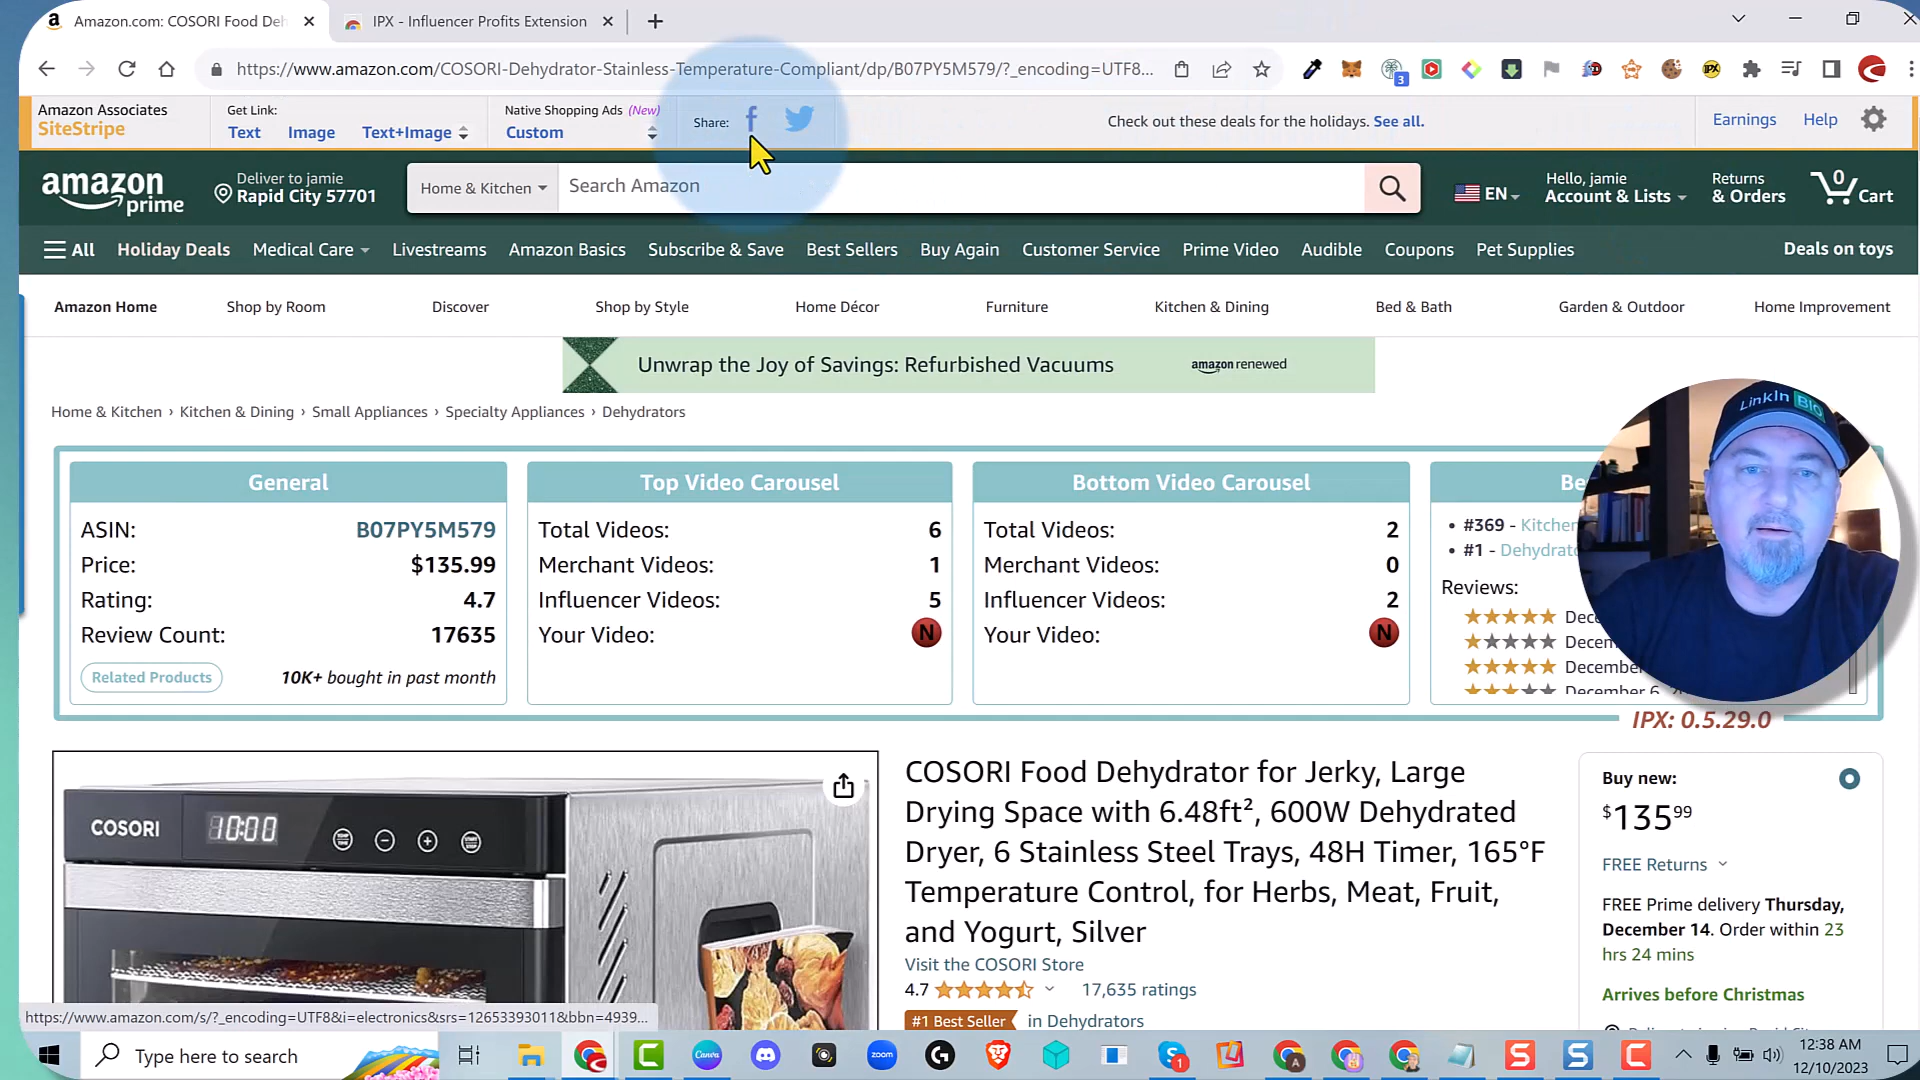 Amazon.com: COSORI Food Deh
IPX - Influencer Profits Extension
https://www.amazon.com/COSORI-Dehydrator-Stainless-Temperature-Compliant/dp/B07PY5M579/?_encoding=UTF8...
3
IPX
Amazon Associates
SiteStripe
Get Link:
Text Image Text+Image
Native Shopping Ads (New)
Custom
Share:
Check out these deals for the holidays. See all.
Earnings Help
amazon prime
Deliver to jamie
Rapid City 57701
Home & Kitchen
Search Amazon
EN
Hello, jamie
Account & Lists
Returns
& Orders
0
Cart
All Holiday Deals Medical Care Livestreams Amazon Basics Subscribe & Save Best Sellers Buy Again Customer Service Prime Video Audible Coupons Pet Supplies Deals on toys
Amazon Home Shop by Room Discover Shop by Style Home Décor Furniture Kitchen & Dining Bed & Bath Garden & Outdoor Home Improvement
Unwrap the Joy of Savings: Refurbished Vacuums amazon renewed
Home & Kitchen › Kitchen & Dining › Small Appliances › Specialty Appliances › Dehydrators
General
ASIN: B07PY5M579
Price: $135.99
Rating: 4.7
Review Count: 17635
Related Products 10K+ bought in past month
Top Video Carousel
Total Videos: 6
Merchant Videos: 1
Influencer Videos: 5
Your Video: N
Bottom Video Carousel
Total Videos: 2
Merchant Videos: 0
Influencer Videos: 2
Your Video: N
Be
• #369 - Kitchen
• #1 - Dehydrato
Reviews:
Dec
Decem
December
December 6, 2
LinkIn BIO
IPX: 0.5.29.0
COSORI
10:00
COSORI Food Dehydrator for Jerky, Large
Drying Space with 6.48ft², 600W Dehydrated
Dryer, 6 Stainless Steel Trays, 48H Timer, 165°F
Temperature Control, for Herbs, Meat, Fruit,
and Yogurt, Silver
Visit the COSORI Store
4.7 17,635 ratings
#1 Best Seller in Dehydrators
Buy new:
$135 99
FREE Returns
FREE Prime delivery Thursday,
December 14. Order within 23
hrs 24 mins
Arrives before Christmas
https://www.amazon.com/s/?_encoding=UTF8&i=electronics&srs=12653393011&bbn=4939...
Type here to search
Canva
zoom
1
12:38 AM
12/10/2023